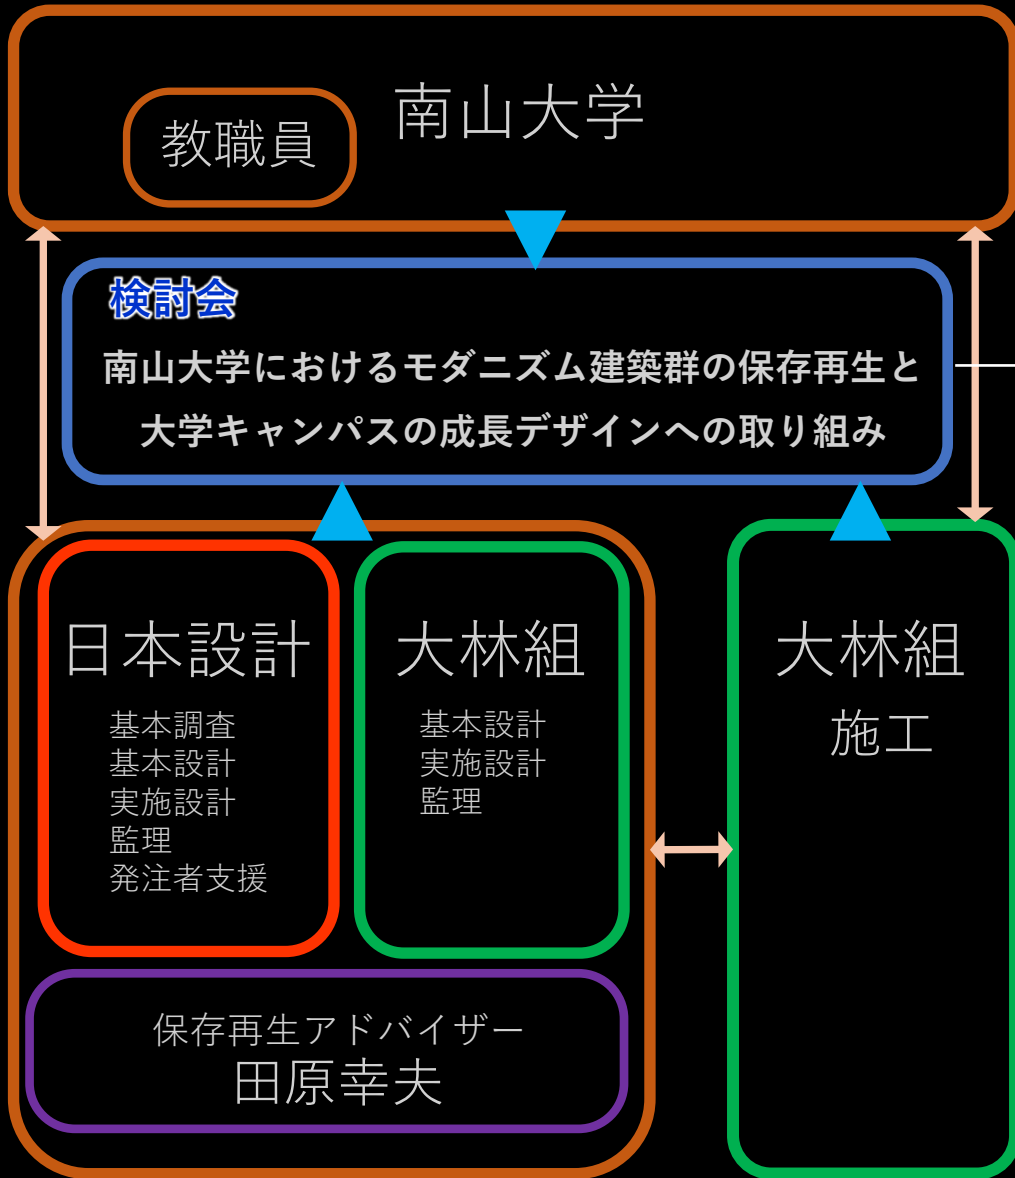 南山大学
教職員
検討会
南山大学におけるモダニズム建築群の保存再生と
大学キャンパスの成長デザインへの取り組み
日本設計
基本調査
基本設計
実施設計
監理
発注者支援
大林組
基本設計
実施設計
監理
大林組
施工
保存再生アドバイザー
田原幸夫